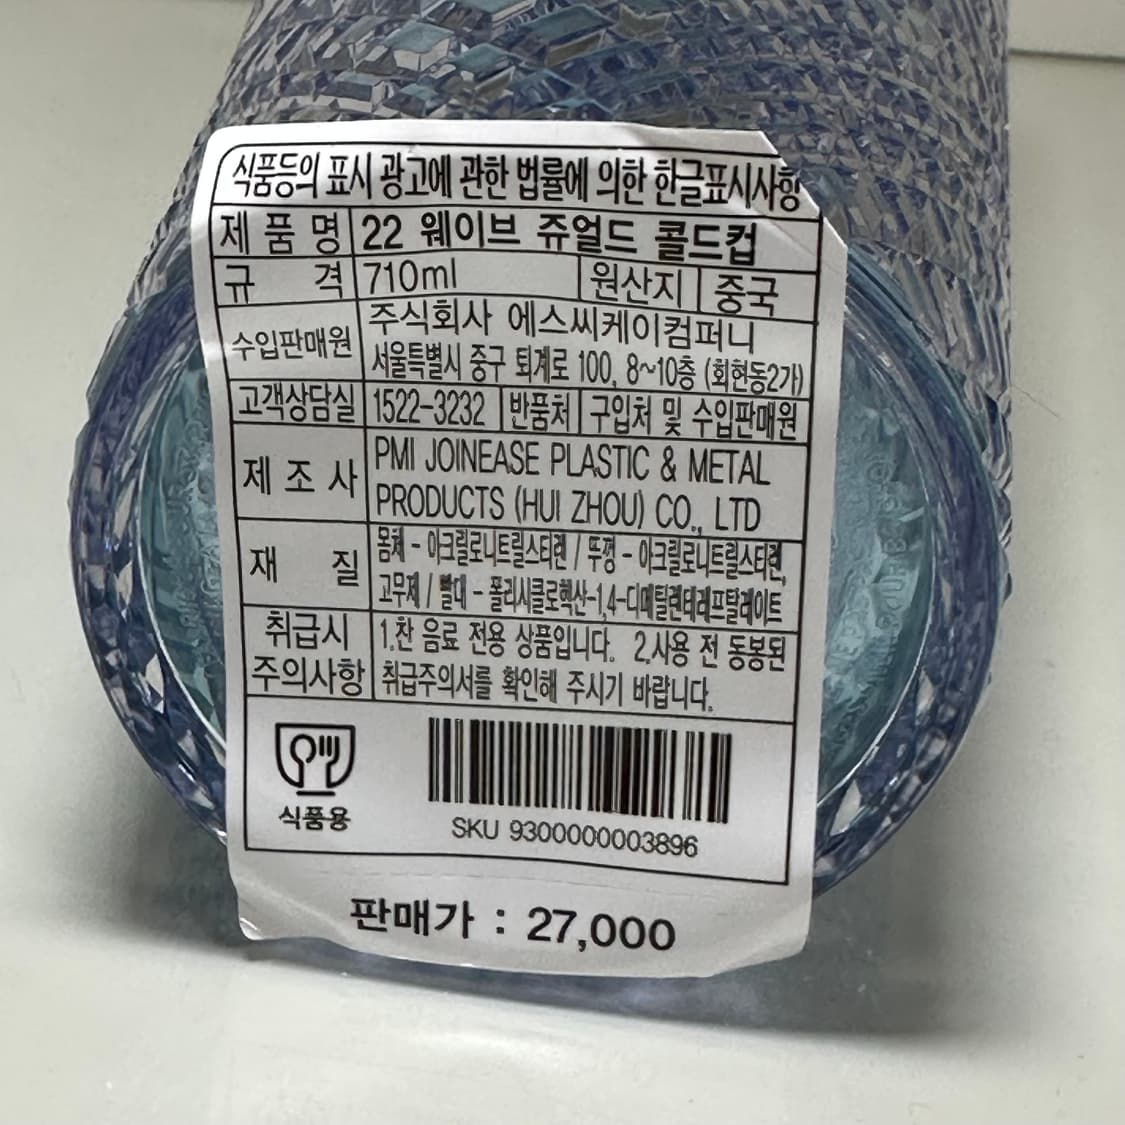 식품등의 표시 광고에 관한 법률에 의한 한글표시사항
제 품 명 22 웨이브 쥬얼드 콜드컵
규 격 710ml 원산지 중국
수입판매원 주식회사 에스씨케이컴퍼니
서울특별시 중구 퇴계로 100, 8~10층 (회현동2가)
고객상담실 1522-3232 반품처 구입처 및 수입판매원
제 조 사 PMI JOINEASE PLASTIC & METAL
PRODUCTS (HUI ZHOU) CO., LTD
재 질 몸체 - 아크릴로니트릴스티렌 / 뚜껑 - 아크릴로니트릴스티렌,
고무제 / 빨대 - 폴리시클로헥산-1,4-디메틸렌테레프탈레이트
취급시 1.찬 음료 전용 상품입니다. 2.사용 전 동봉된
주의사항 취급주의서를 확인해 주시기 바랍니다.
식품용
SKU 9300000003896
판매가 : 27,000